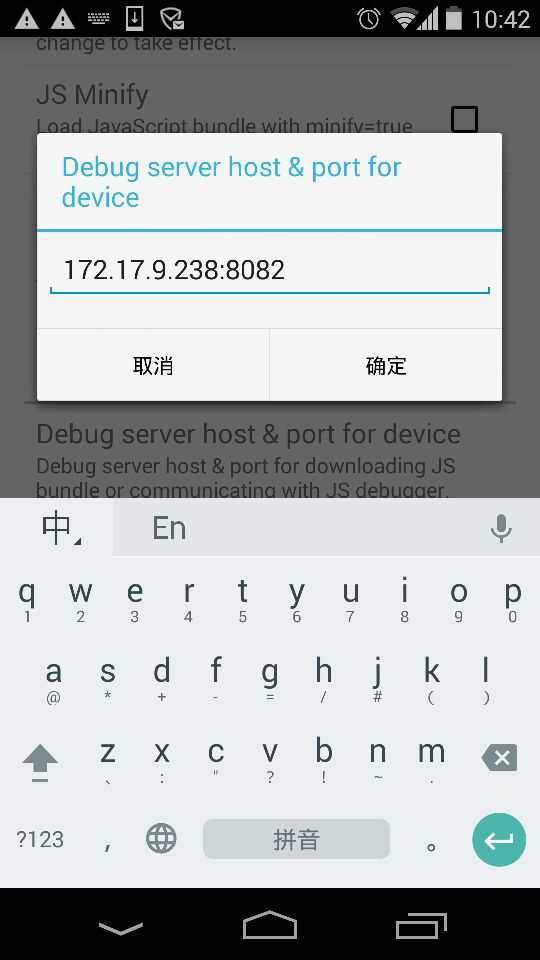 10:42
change to take effect.
JS Minify
Load JavaScript bundle with minify=true
Debug server host & port for
device
172.17.9.238:8082
取消 确定
Debug server host & port for device
Debug server host & port for downloading JS
bundle or communicating with JS debugger.
中 En
q w e r t y u i o p
1 2 3 4 5 6 7 8 9 0
a s d f g h j k l
@ * + - = / # ( )
z x c v b n m
、 : " ? ! ~ .
?123 , 拼音 。